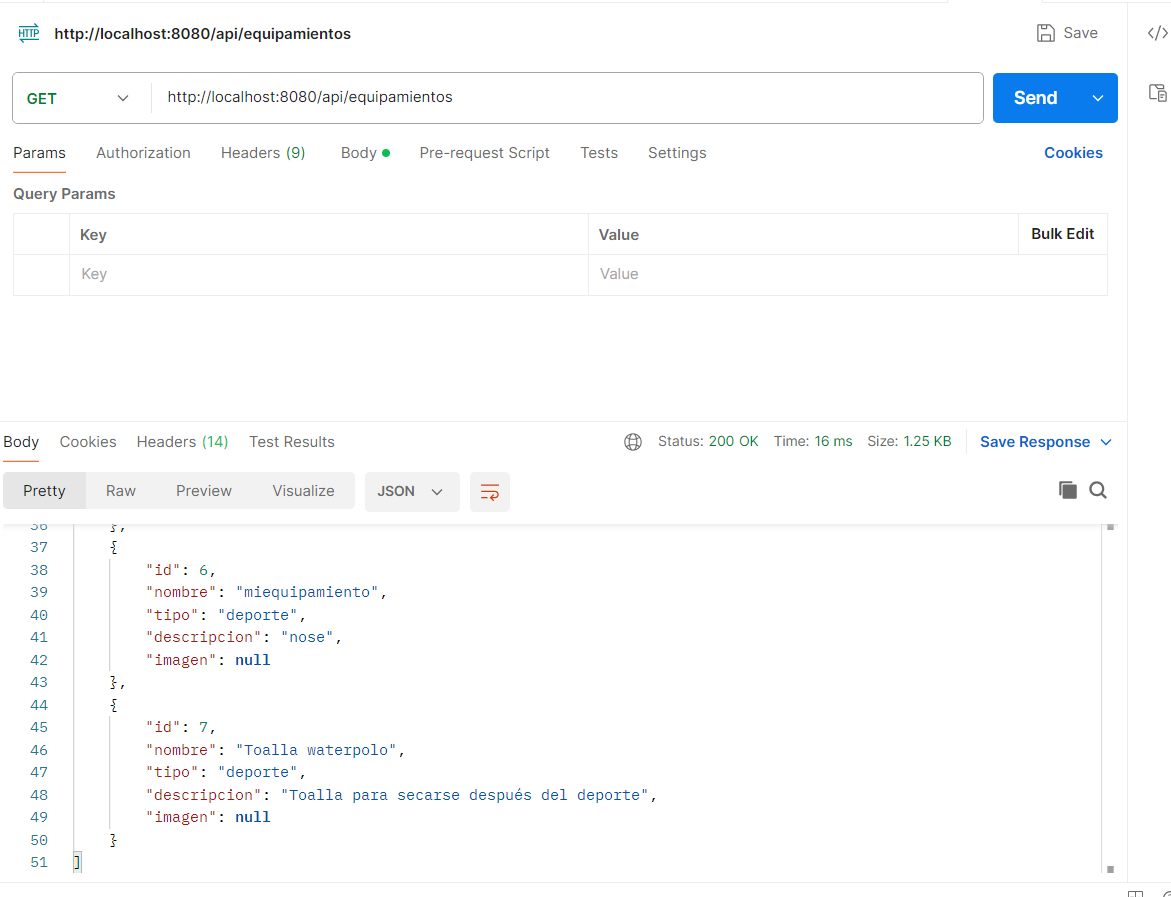 HTTP http://localhost:8080/api/equipamientos Save
GET http://localhost:8080/api/equipamientos Send
Params Authorization Headers (9) Body Pre-request Script Tests Settings Cookies
Query Params
Key Value Bulk Edit
Key Value
Body Cookies Headers (14) Test Results Status: 200 OK Time: 16 ms Size: 1.25 KB Save Response
Pretty Raw Preview Visualize JSON
36 },
37 {
38 "id": 6,
39 "nombre": "miequipamiento",
40 "tipo": "deporte",
41 "descripcion": "nose",
42 "imagen": null
43 },
44 {
45 "id": 7,
46 "nombre": "Toalla waterpolo",
47 "tipo": "deporte",
48 "descripcion": "Toalla para secarse después del deporte",
49 "imagen": null
50 }
51 ]